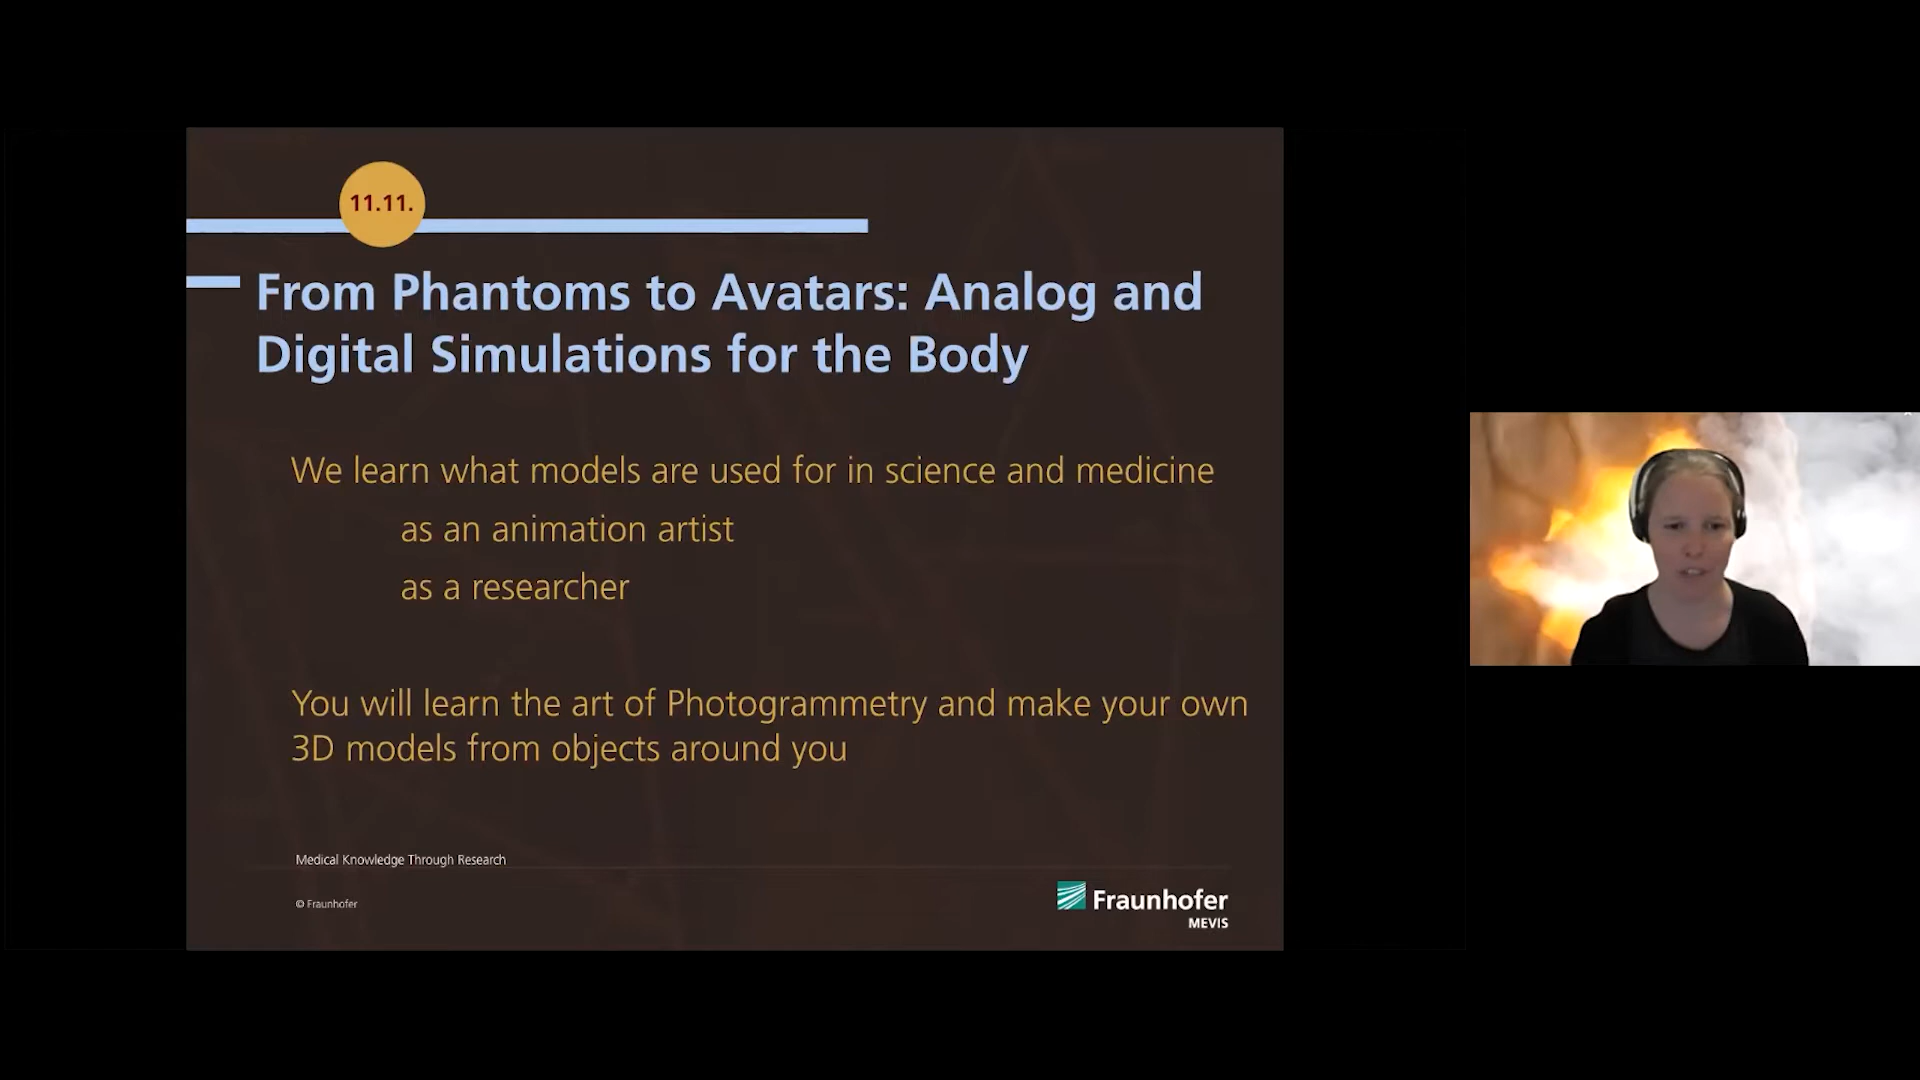 11.11.
From Phantoms to Avatars: Analog and
Digital Simulations for the Body
We learn what models are used for in science and medicine
as an animation artist
as a researcher
You will learn the art of Photogrammetry and make your own
3D models from objects around you
Medical Knowledge Through Research
© Fraunhofer
Fraunhofer
MEVIS